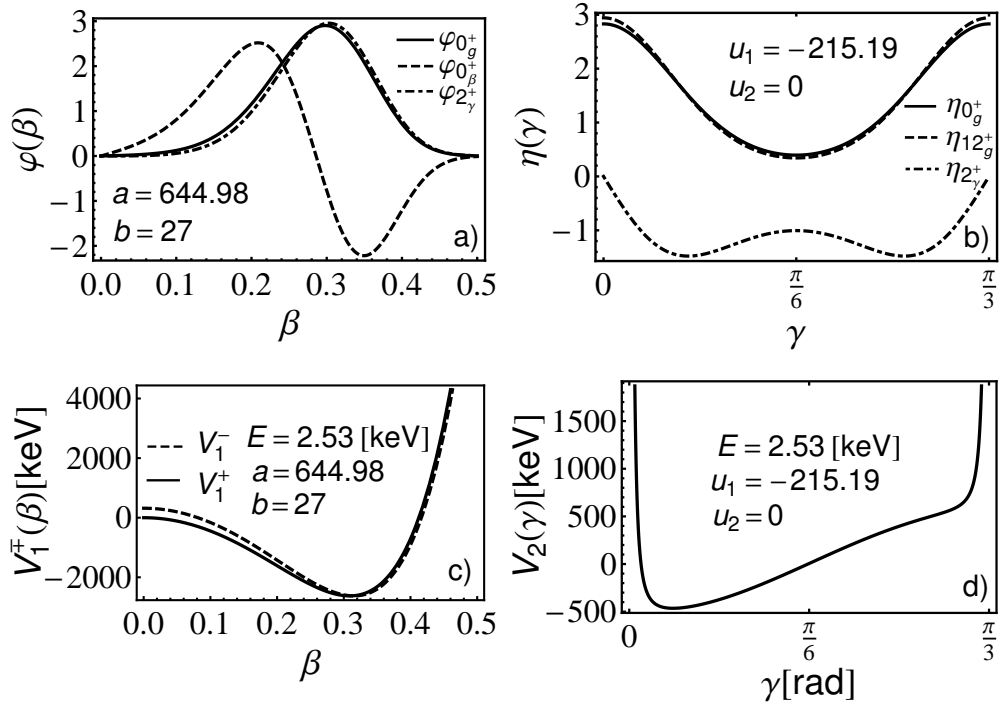 φ(β)
3
2
1
0
−1
−2
φ0g+
φ0β+
φ2γ+
a = 644.98
b = 27
a)
0.0 0.1 0.2 0.3 0.4 0.5
β
η(γ)
3
2
1
0
−1
u1 = −215.19
u2 = 0
η0g+
η12g+
η2γ+
b)
0 π/6 π/3
γ
V1∓(β)[keV]
4000
2000
0
−2000
V1− E = 2.53 [keV]
V1+ a = 644.98
b = 27
c)
0.0 0.1 0.2 0.3 0.4 0.5
β
V2(γ)[keV]
1500
1000
500
0
−500
E = 2.53 [keV]
u1 = −215.19
u2 = 0
d)
0 π/6 π/3
γ[rad]